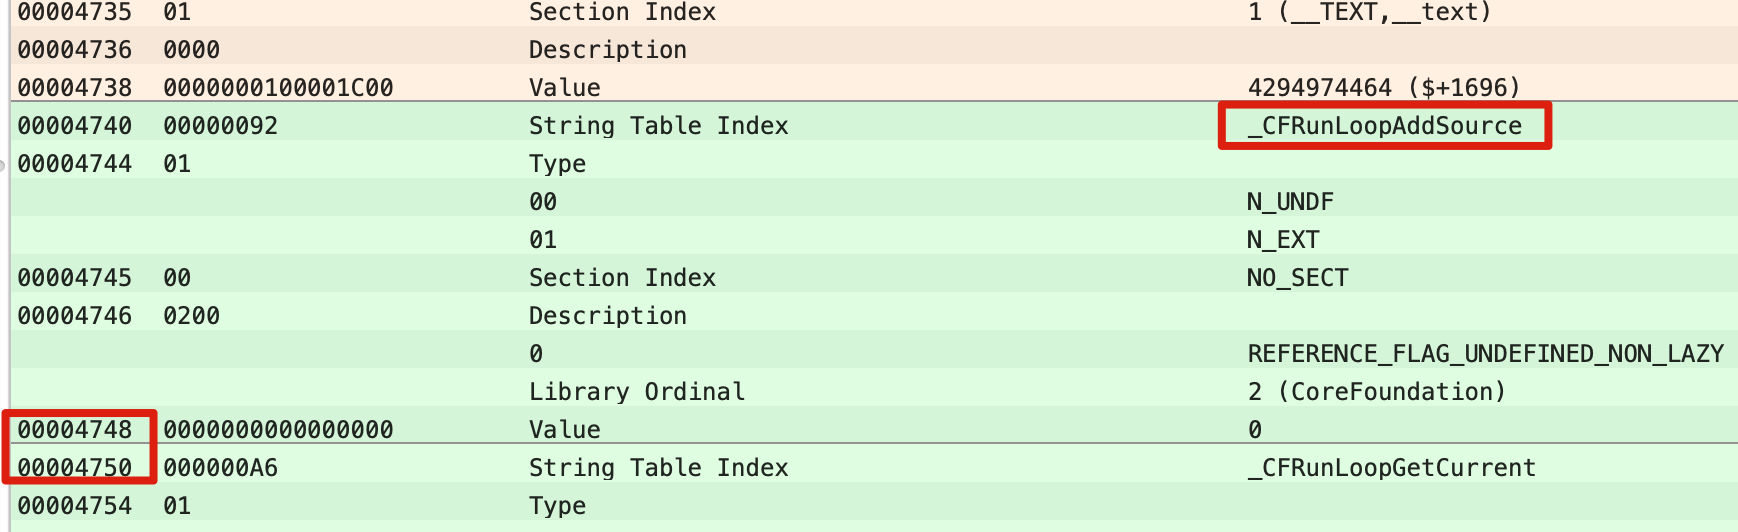 00004735 01 Section Index 1 (__TEXT,__text)
00004736 0000 Description
00004738 0000000100001C00 Value 4294974464 ($+1696)
00004740 00000092 String Table Index _CFRunLoopAddSource
00004744 01 Type
00 N_UNDF
01 N_EXT
00004745 00 Section Index NO_SECT
00004746 0200 Description
0 REFERENCE_FLAG_UNDEFINED_NON_LAZY
Library Ordinal 2 (CoreFoundation)
00004748 0000000000000000 Value 0
00004750 000000A6 String Table Index _CFRunLoopGetCurrent
00004754 01 Type